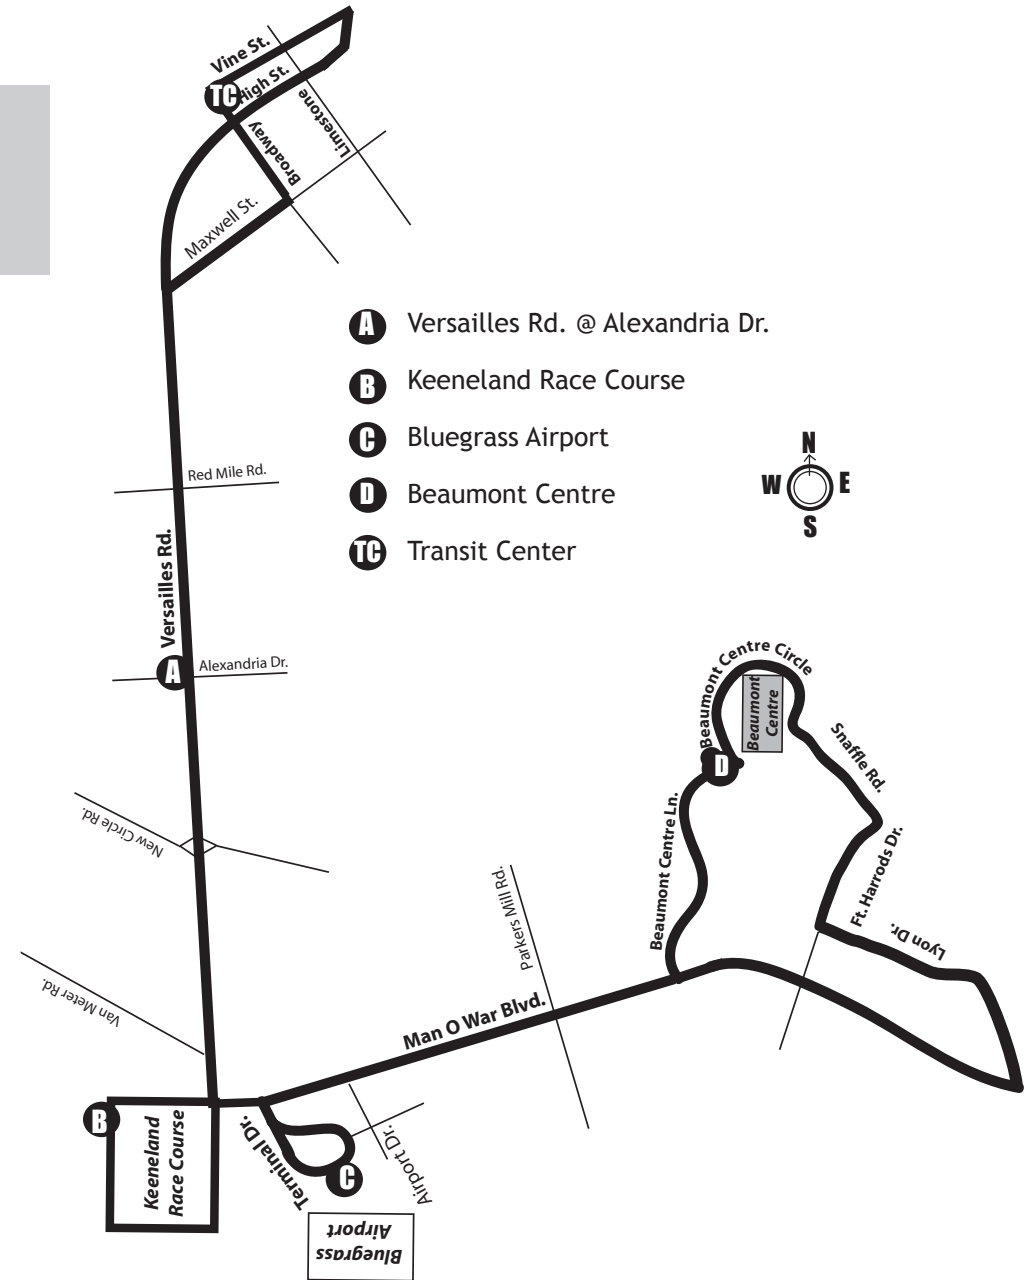 Vine St.
High St.
TC
Limestone
Broadway
Maxwell St.
A Versailles Rd. @ Alexandria Dr.
B Keeneland Race Course
C Bluegrass Airport
D Beaumont Centre
TC Transit Center
N
W E
S
Red Mile Rd.
Versailles Rd.
A
Alexandria Dr.
Beaumont Centre Circle
Beaumont
Centre
D
Snaffle Rd.
New Circle Rd.
Beaumont Centre Ln.
Ft. Harrods Dr.
Parkers Mill Rd.
Lyon Dr.
Van Meter Rd.
Man O War Blvd.
B
Keeneland
Race Course
Terminal Dr.
C
Airport Dr.
Bluegrass
Airport